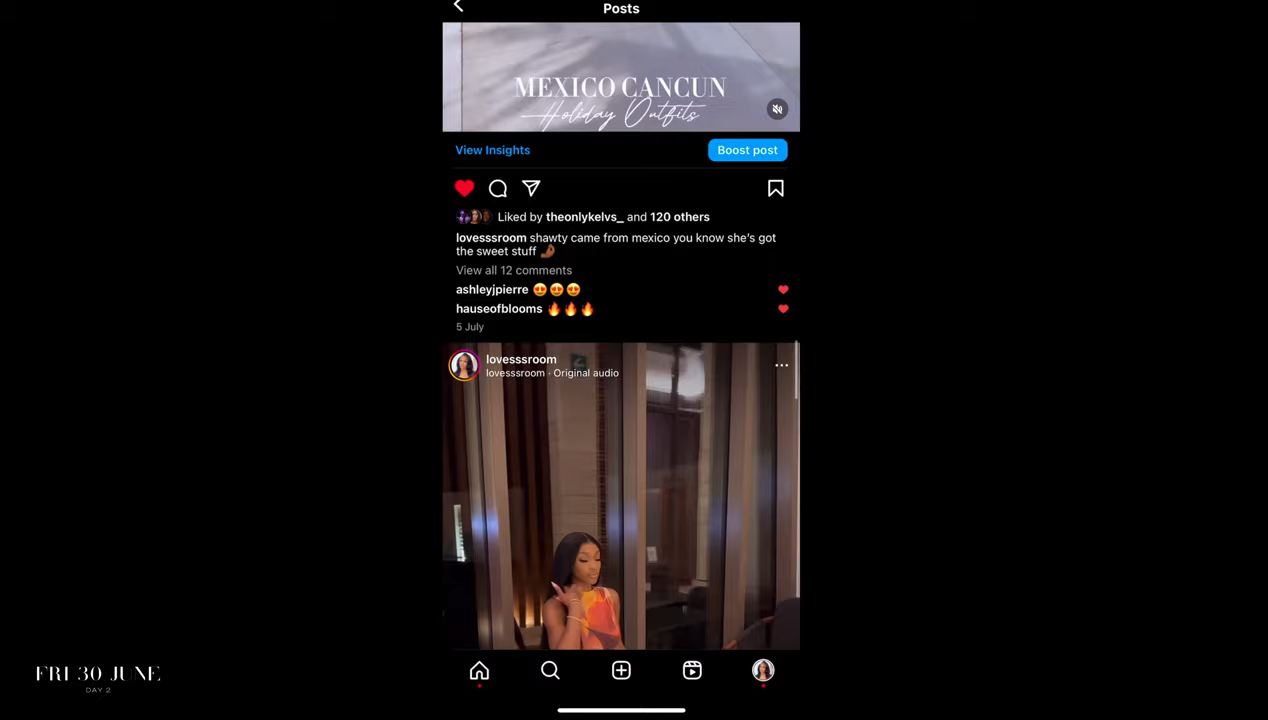 Posts
MEXICO CANCUN
Holiday Outfits
View Insights
Boost post
Liked by theonlykelvs_ and 120 others
lovesssroom shawty came from mexico you know she's got
the sweet stuff 🤌🏾
View all 12 comments
ashleyjpierre 😍😍😍
hauseofblooms 🔥🔥🔥
5 July
lovesssroom
lovesssroom · Original audio
FRI 30 JUNE
DAY 2